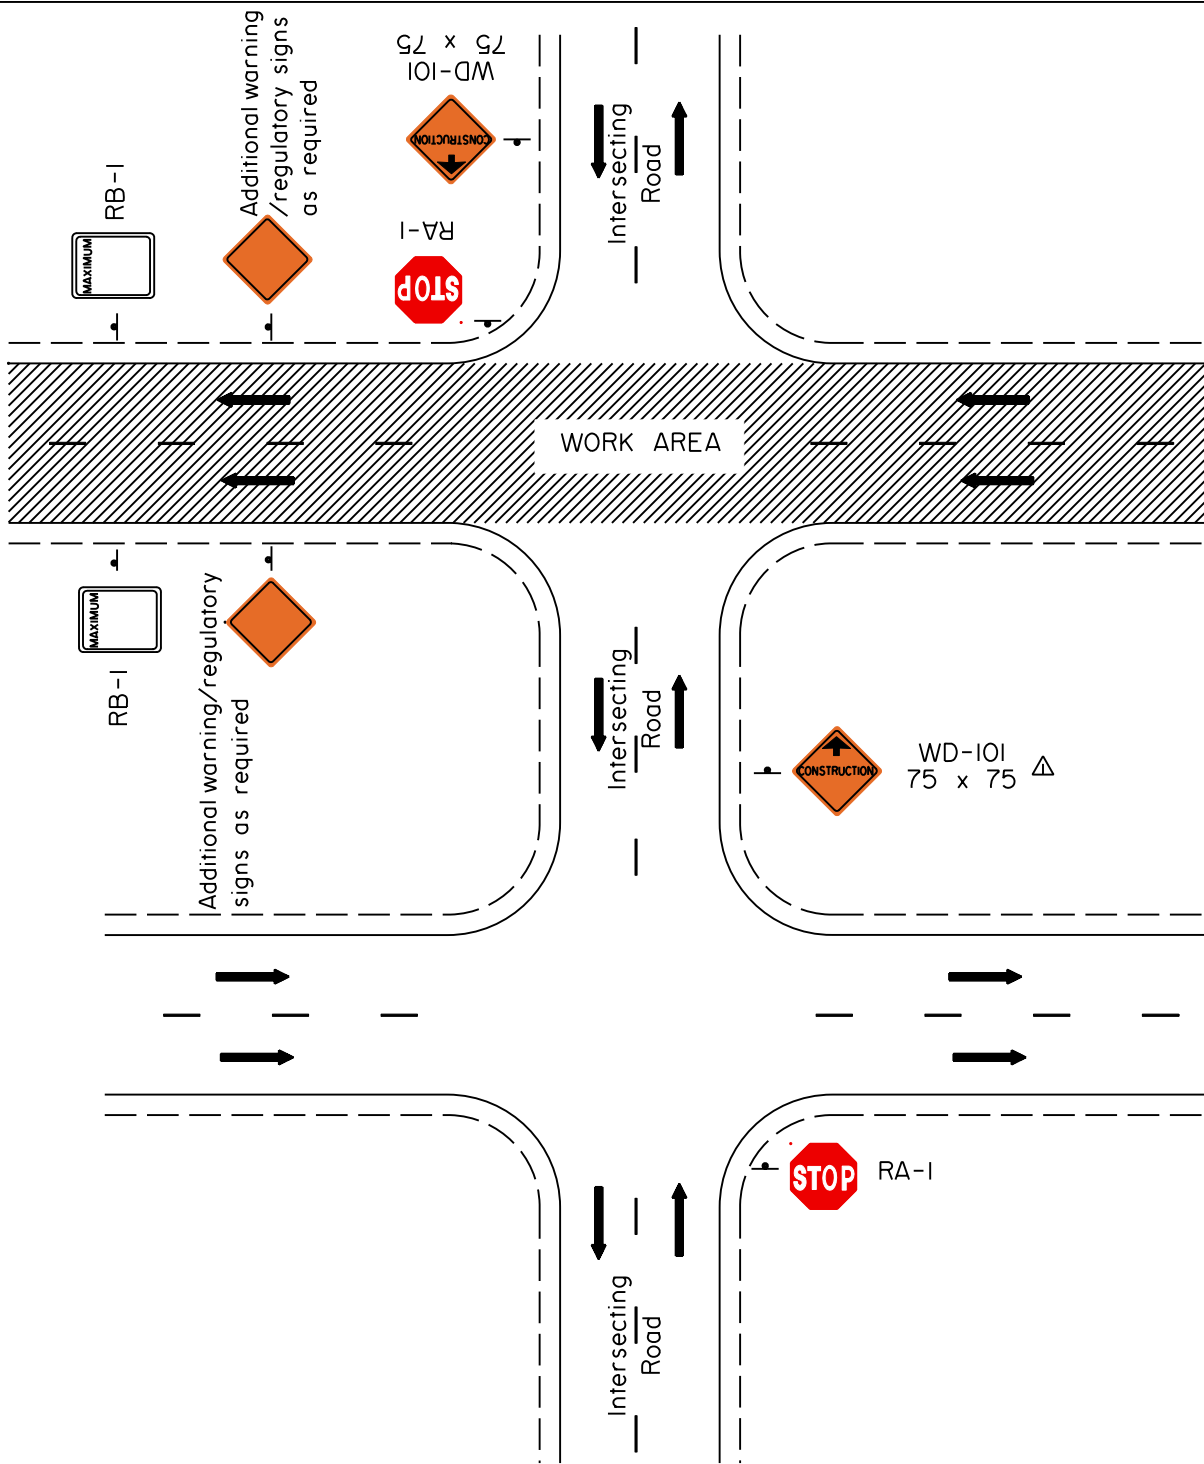 Additional warning
/regulatory signs
as required
RB-1
MAXIMUM
WD-101
75 x 75
CONSTRUCTION
RA-1
STOP
Intersecting
Road
WORK AREA
MAXIMUM
RB-1
Additional warning/regulatory
signs as required
Intersecting
Road
CONSTRUCTION
WD-101
75 x 75
1
STOP
RA-1
Intersecting
Road